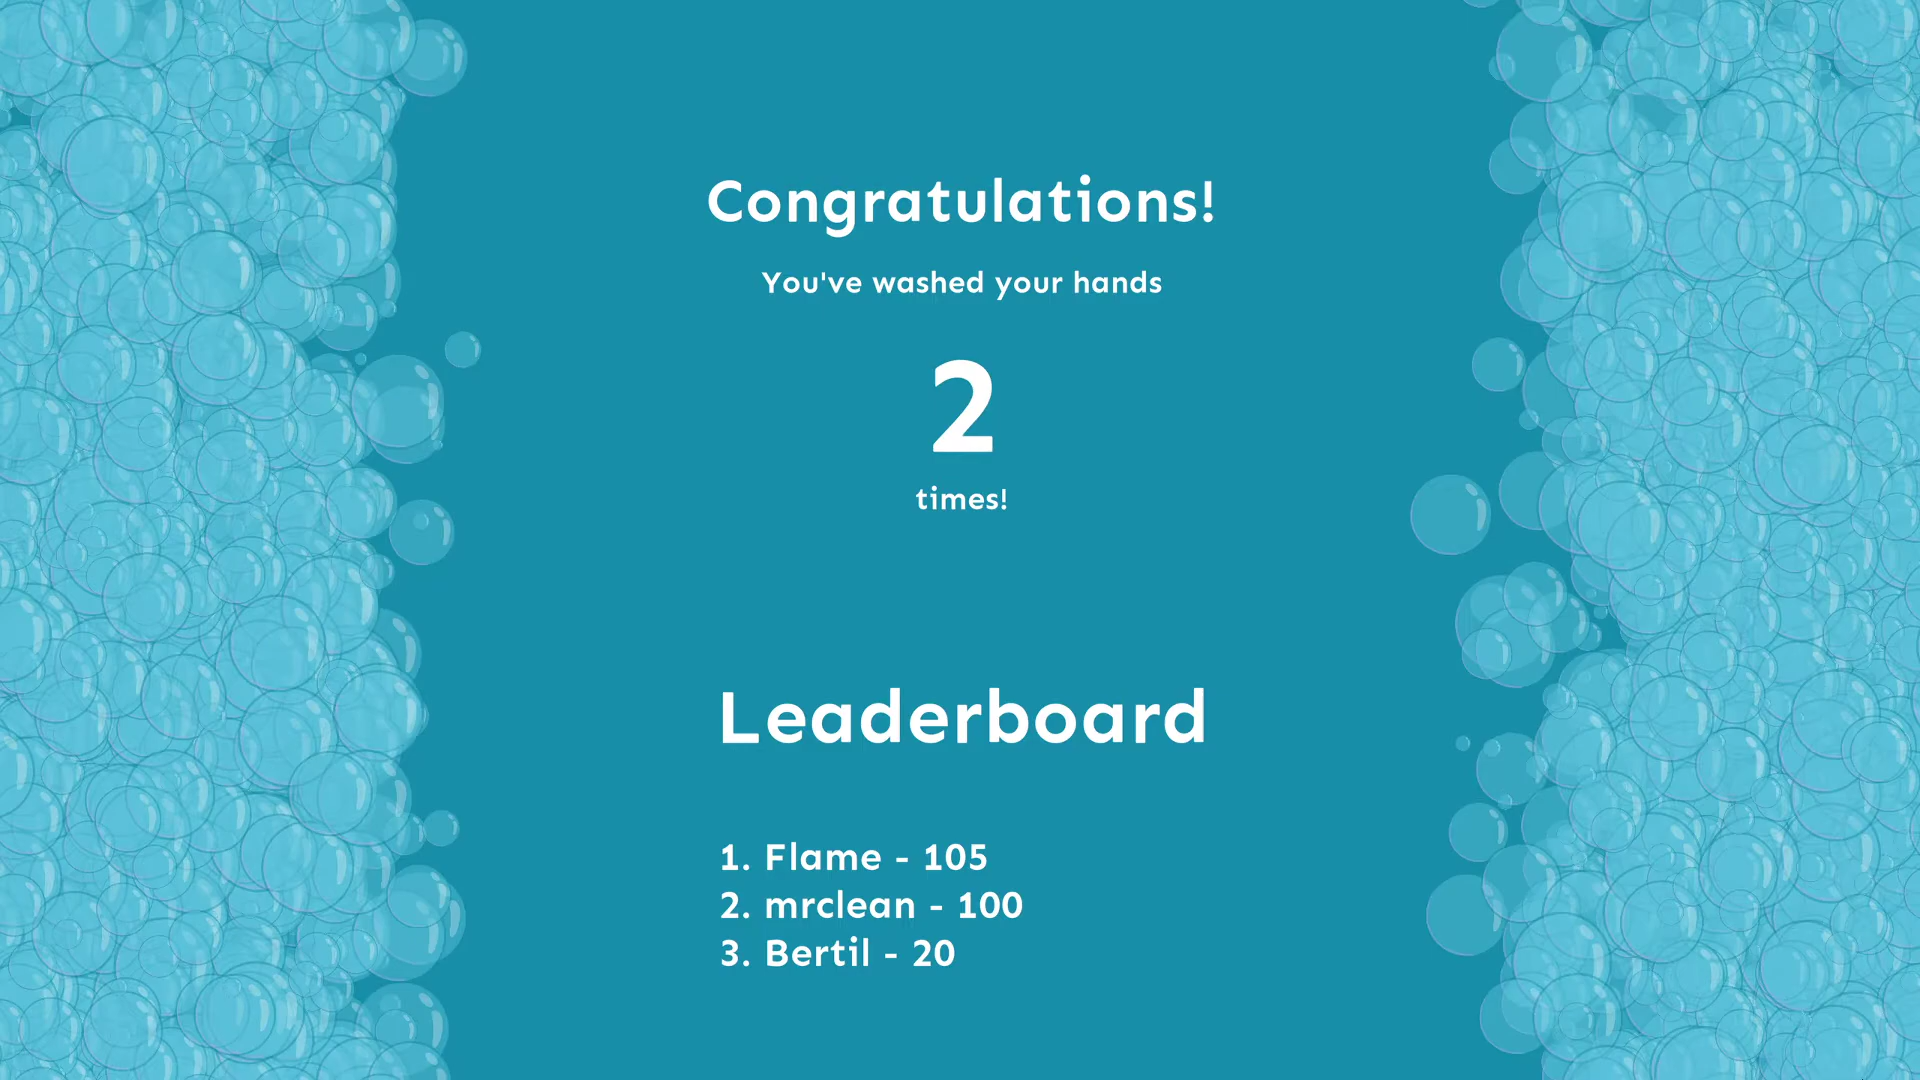 Congratulations!
You've washed your hands
2
times!
Leaderboard
1. Flame - 105
2. mrclean - 100
3. Bertil - 20